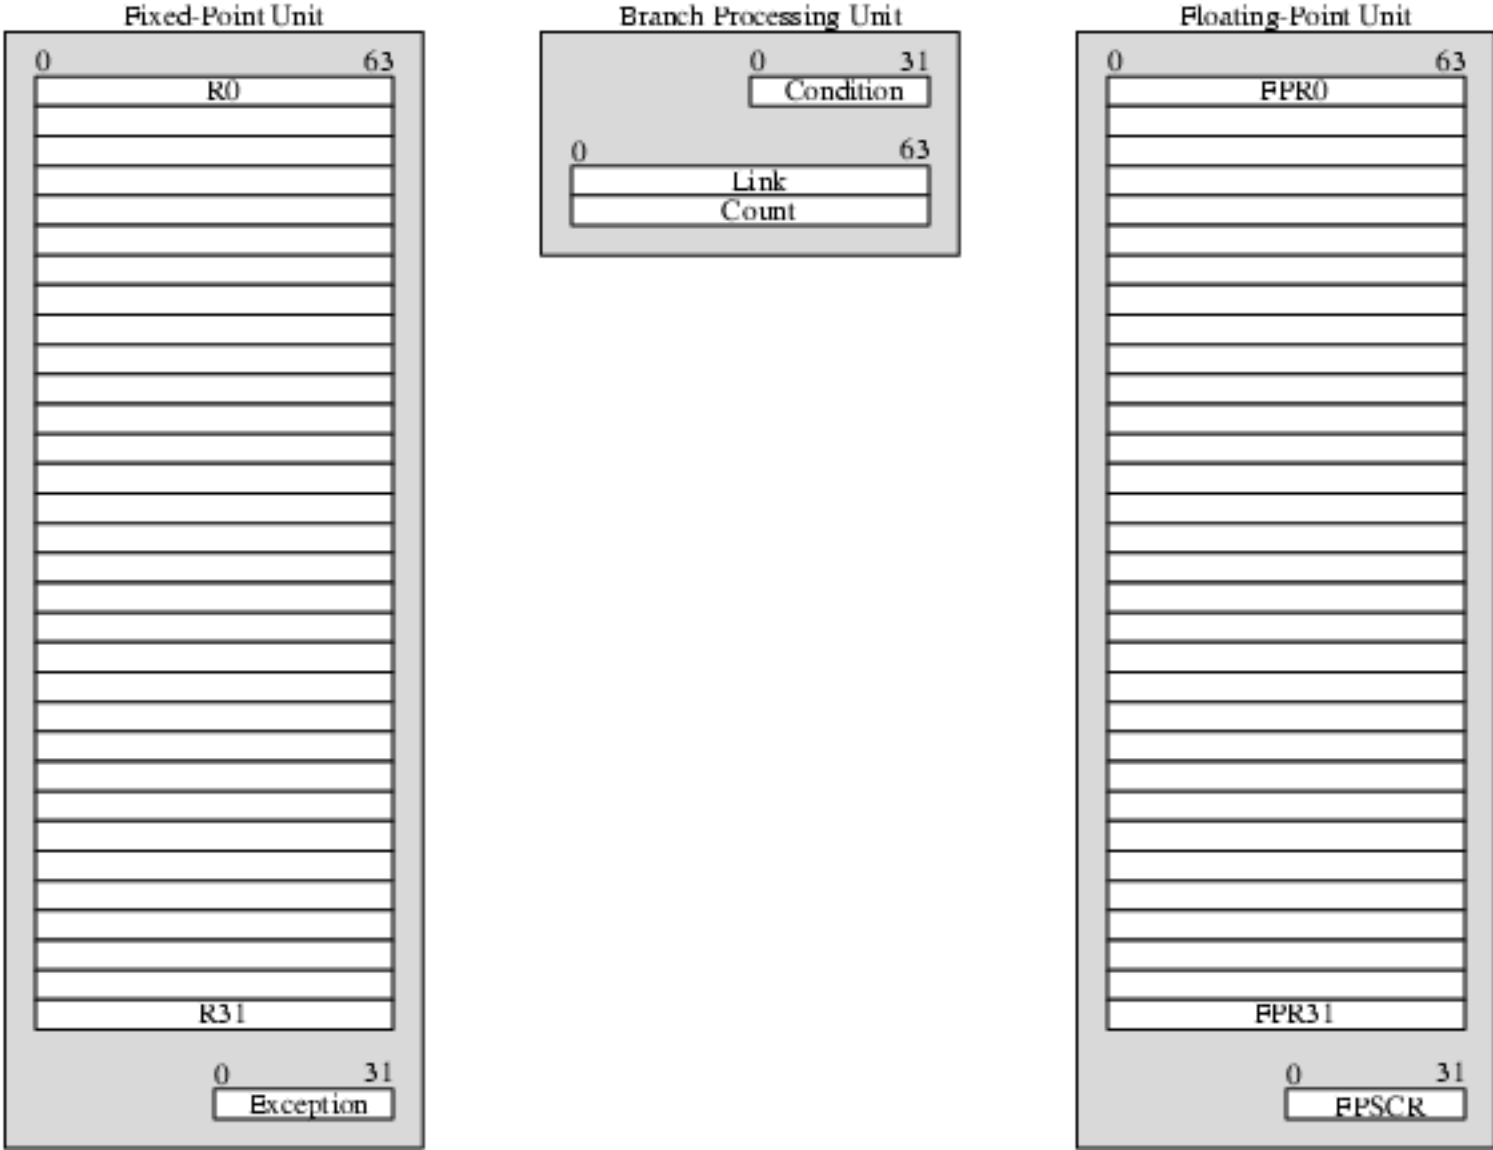 Fixed-Point Unit
0 63
R0
R31
0 31
Exception
Branch Processing Unit
0 31
Condition
0 63
Link
Count
Floating-Point Unit
0 63
FPR0
FPR31
0 31
FPSCR